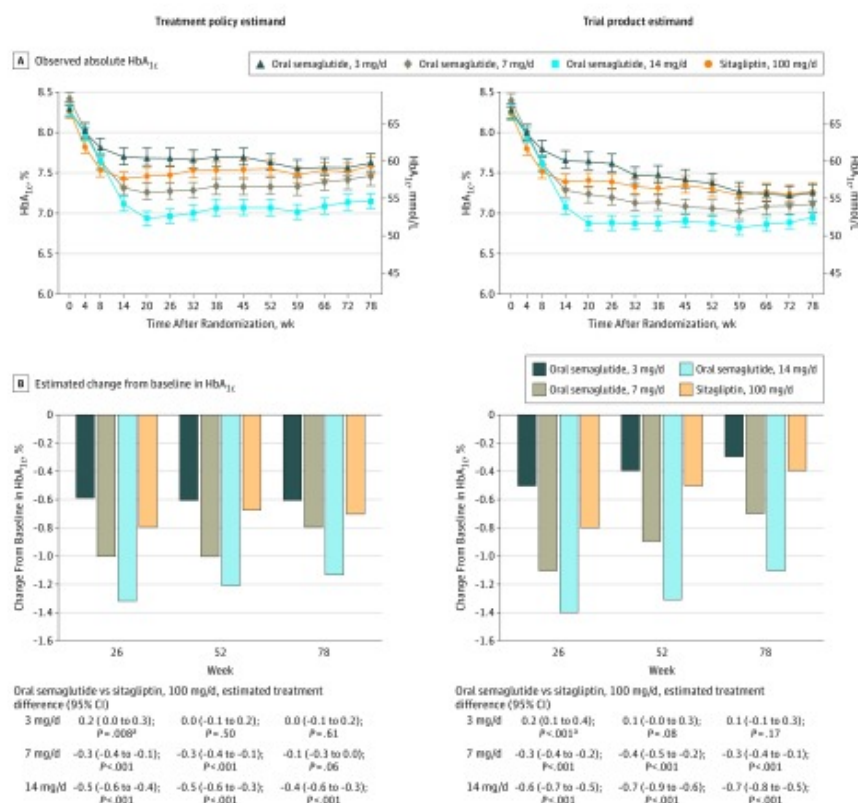 Treatment policy estimand
Trial product estimand
A Observed absolute HbA1c
Oral semaglutide, 3 mg/d Oral semaglutide, 7 mg/d Oral semaglutide, 14 mg/d Sitagliptin, 100 mg/d
8.5
8.0
7.5
7.0
6.5
6.0
HbA1c, %
65
60
55
50
45
HbA1c, mmol/L
0 4 8 14 20 26 32 38 45 52 59 66 72 78
Time After Randomization, wk
8.5
8.0
7.5
7.0
6.5
6.0
HbA1c, %
65
60
55
50
45
HbA1c, mmol/L
0 4 8 14 20 26 32 38 45 52 59 66 72 78
Time After Randomization, wk
B Estimated change from baseline in HbA1c
Oral semaglutide, 3 mg/d Oral semaglutide, 14 mg/d
Oral semaglutide, 7 mg/d Sitagliptin, 100 mg/d
0
-0.2
-0.4
-0.6
-0.8
-1.0
-1.2
-1.4
-1.6
Change From Baseline in HbA1c, %
26 52 78
Week
0
-0.2
-0.4
-0.6
-0.8
-1.0
-1.2
-1.4
-1.6
Change From Baseline in HbA1c, %
26 52 78
Week
Oral semaglutide vs sitagliptin, 100 mg/d, estimated treatment
difference (95% CI)
3 mg/d 0.2 (0.0 to 0.3); 0.0 (-0.1 to 0.2); 0.0 (-0.1 to 0.2);
P=.008a P=.50 P=.61
7 mg/d -0.3 (-0.4 to -0.1); -0.3 (-0.4 to -0.1); -0.1 (-0.3 to 0.0);
P<.001 P<.001 P=.06
14 mg/d -0.5 (-0.6 to -0.4); -0.5 (-0.6 to -0.3); -0.4 (-0.6 to -0.3);
P<.001 P<.001 P<.001
Oral semaglutide vs sitagliptin, 100 mg/d, estimated treatment
difference (95% CI)
3 mg/d 0.2 (0.1 to 0.4); 0.1 (-0.0 to 0.3); 0.1 (-0.1 to 0.3);
P<.001a P=.08 P=.17
7 mg/d -0.3 (-0.4 to -0.2); -0.4 (-0.5 to -0.2); -0.3 (-0.4 to -0.1);
P<.001 P<.001 P<.001
14 mg/d -0.6 (-0.7 to -0.5); -0.7 (-0.9 to -0.6); -0.7 (-0.8 to -0.5);
P<.001 P<.001 P<.001